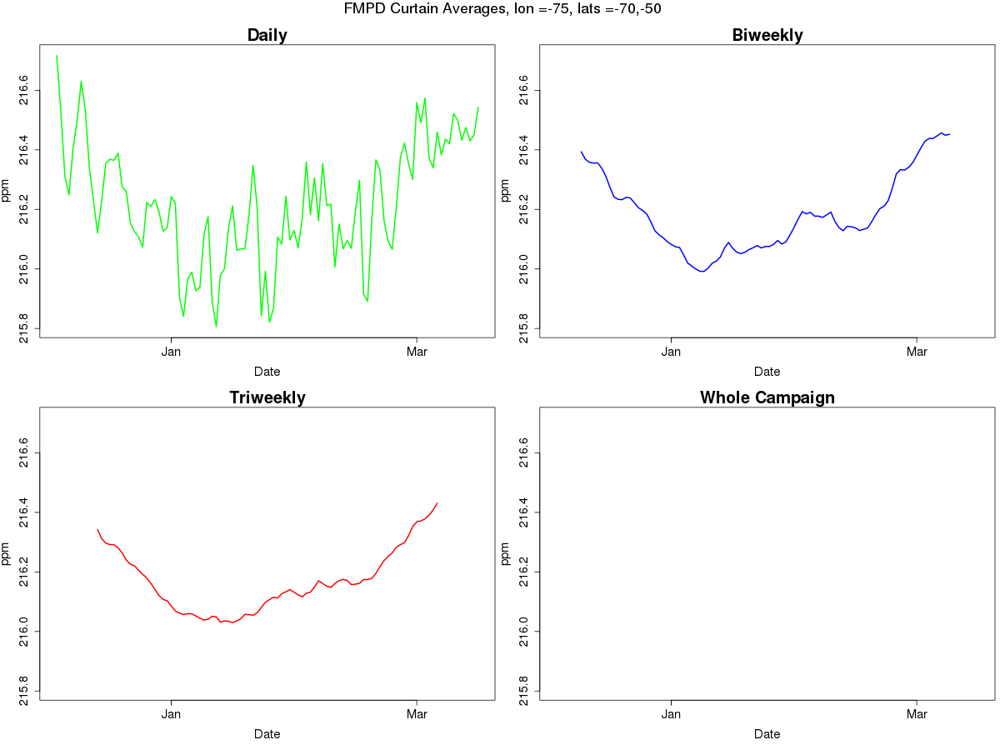 FMPD Curtain Averages, lon =-75, lats =-70,-50
Daily
ppm
216.6
216.4
216.2
216.0
215.8
Jan
Mar
Date
Biweekly
ppm
216.6
216.4
216.2
216.0
215.8
Jan
Mar
Date
Triweekly
ppm
216.6
216.4
216.2
216.0
215.8
Jan
Mar
Date
Whole Campaign
ppm
216.6
216.4
216.2
216.0
215.8
Jan
Mar
Date